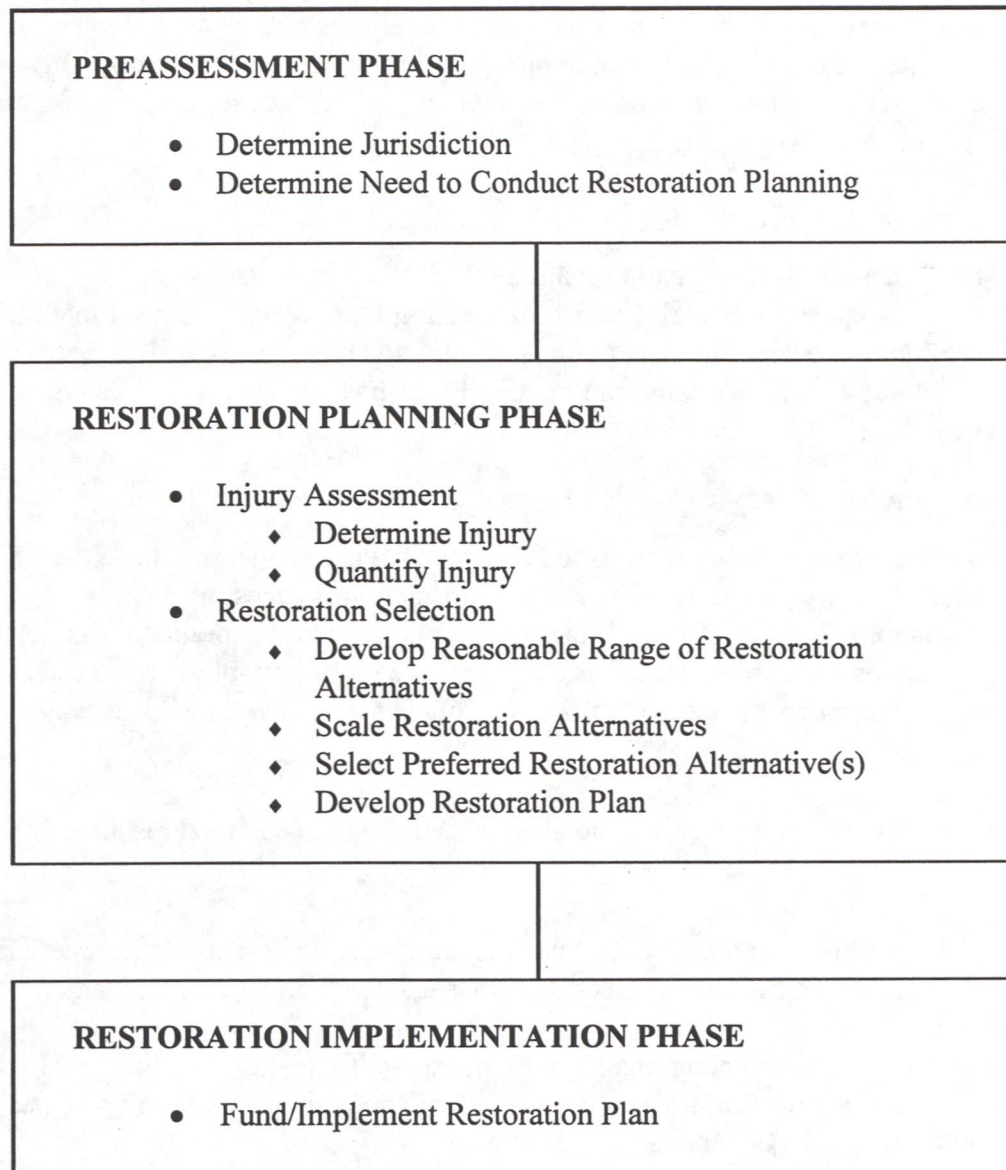 PREASSESSMENT PHASE
• Determine Jurisdiction
• Determine Need to Conduct Restoration Planning
RESTORATION PLANNING PHASE
• Injury Assessment
♦ Determine Injury
♦ Quantify Injury
• Restoration Selection
♦ Develop Reasonable Range of Restoration
Alternatives
♦ Scale Restoration Alternatives
♦ Select Preferred Restoration Alternative(s)
♦ Develop Restoration Plan
RESTORATION IMPLEMENTATION PHASE
• Fund/Implement Restoration Plan